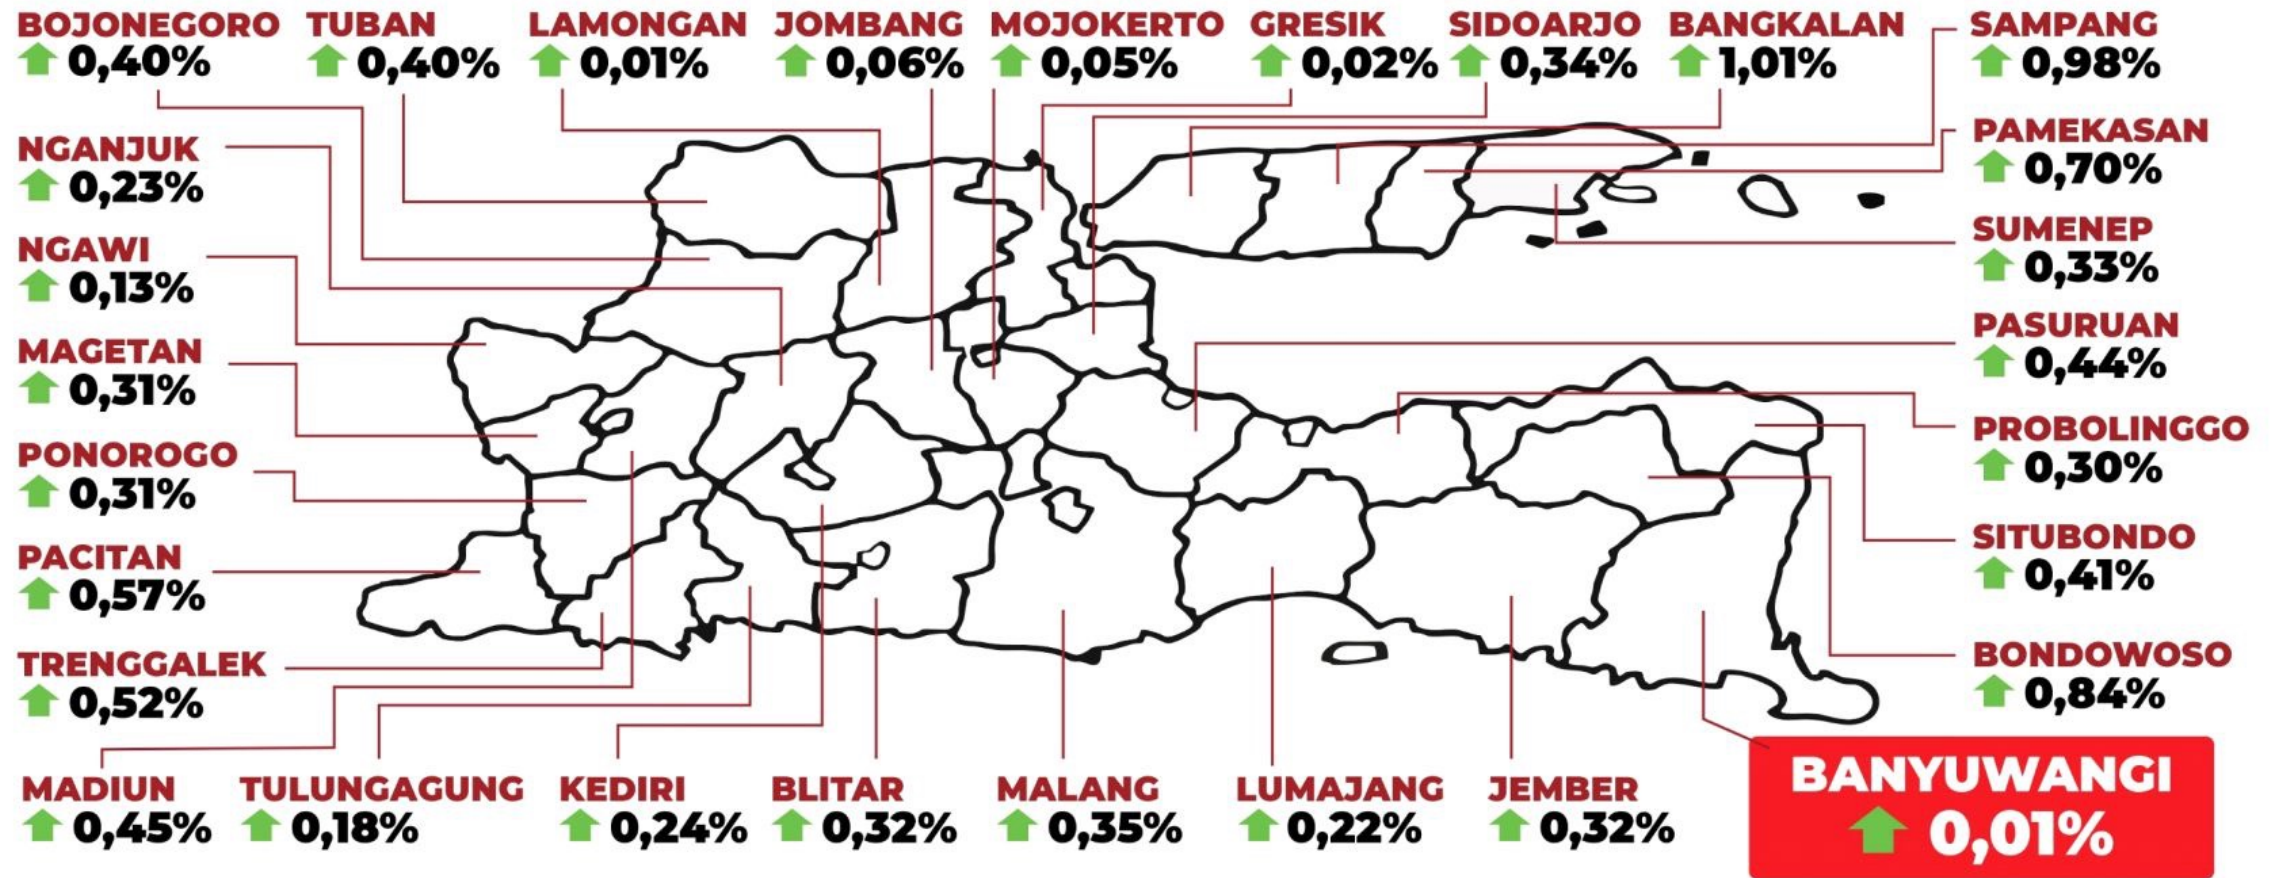 BOJONEGORO
0,40%
TUBAN
0,40%
LAMONGAN
0,01%
JOMBANG
0,06%
MOJOKERTO
0,05%
GRESIK
0,02%
SIDOARJO
0,34%
BANGKALAN
1,01%
SAMPANG
0,98%
NGANJUK
0,23%
NGAWI
0,13%
MAGETAN
0,31%
PONOROGO
0,31%
PACITAN
0,57%
TRENGGALEK
0,52%
PAMEKASAN
0,70%
SUMENEP
0,33%
PASURUAN
0,44%
PROBOLINGGO
0,30%
SITUBONDO
0,41%
BONDOWOSO
0,84%
MADIUN
0,45%
TULUNGAGUNG
0,18%
KEDIRI
0,24%
BLITAR
0,32%
MALANG
0,35%
LUMAJANG
0,22%
JEMBER
0,32%
BANYUWANGI
0,01%